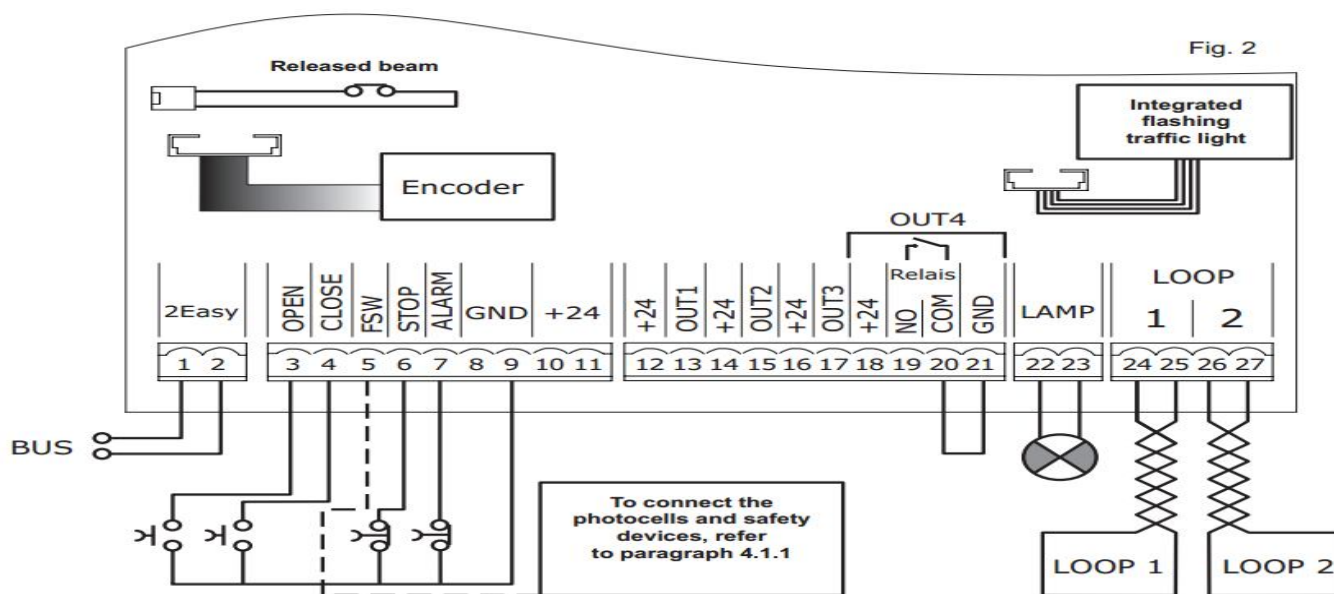 Fig. 2
Released beam
Integrated
flashing
traffic light
Encoder
OUT4
Relais
2Easy
OPEN
CLOSE
FSW
STOP
ALARM
GND
+24
+24
OUT1
+24
OUT2
+24
OUT3
+24
NO
COM
GND
LAMP
LOOP
1 2
1 2 3 4 5 6 7 8 9 10 11 12 13 14 15 16 17 18 19 20 21 22 23 24 25 26 27
BUS
To connect the
photocells and safety
devices, refer
to paragraph 4.1.1
LOOP 1 LOOP 2